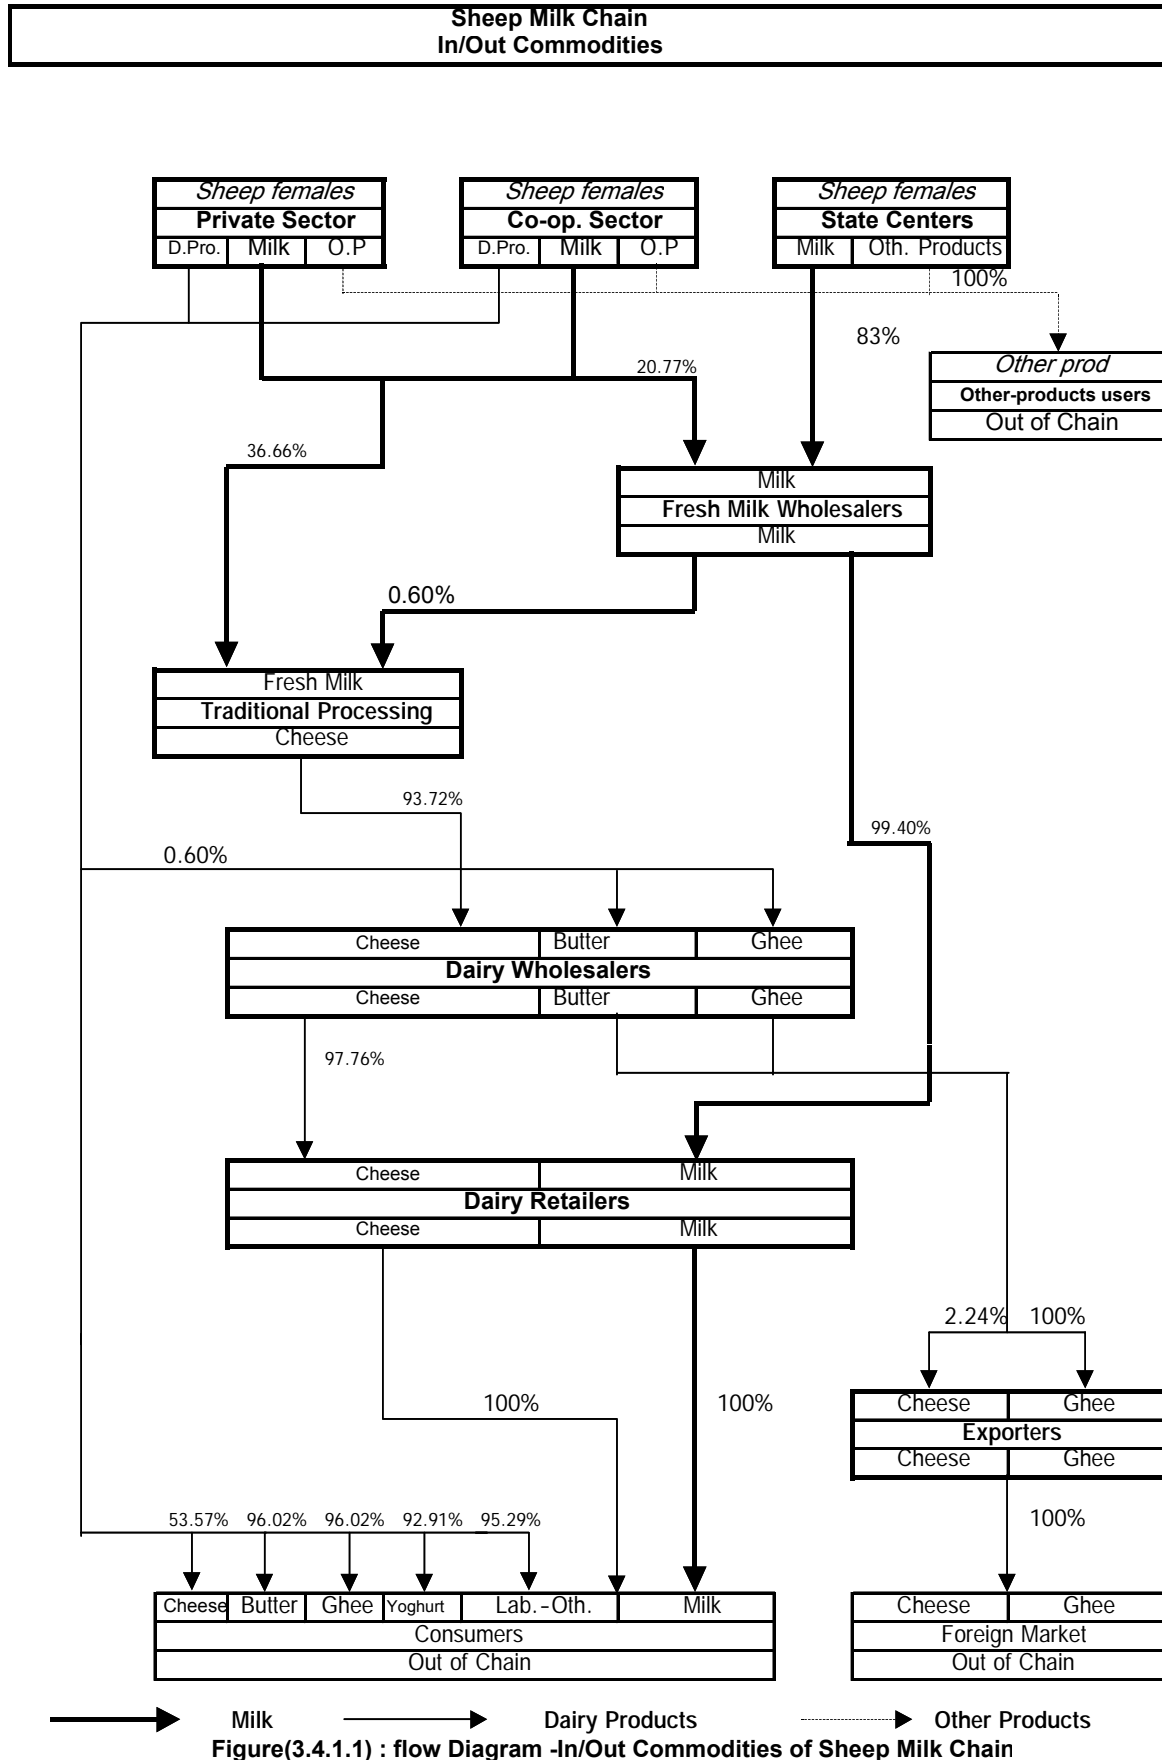 Sheep Milk Chain
In/Out Commodities
Sheep females Sheep females Sheep females
Private Sector Co-op. Sector State Centers
D.Pro. Milk O.P D.Pro. Milk O.P Milk Oth. Products
100%
83%
Other prod
20.77%
Other-products users
Out of Chain
36.66%
Milk
Fresh Milk Wholesalers
Milk
0.60%
Fresh Milk
Traditional Processing
Cheese
93.72%
99.40%
0.60%
Cheese Butter Ghee
Dairy Wholesalers
Cheese Butter Ghee
97.76%
Cheese Milk
Dairy Retailers
Cheese Milk
2.24% 100%
100% 100%
Cheese Ghee
Exporters
Cheese Ghee
100%
53.57% 96.02% 96.02% 92.91% 95.29%
Cheese Butter Ghee Yoghurt Lab.-Oth. Milk Cheese Ghee
Consumers Foreign Market
Out of Chain Out of Chain
Milk Dairy Products Other Products
Figure(3.4.1.1) : flow Diagram -In/Out Commodities of Sheep Milk Chain